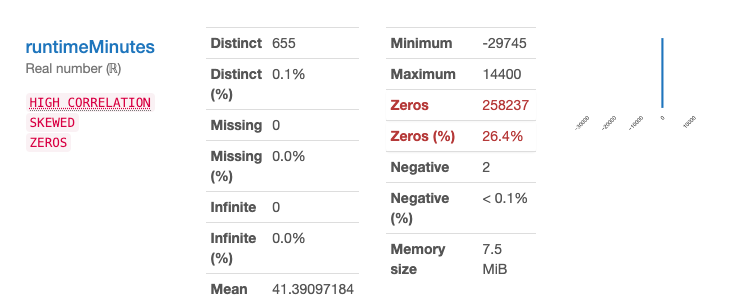 runtimeMinutes
Real number (ℝ)
HIGH CORRELATION
SKEWED
ZEROS
Distinct 655
Distinct (%) 0.1%
Missing 0
Missing (%) 0.0%
Infinite 0
Infinite (%) 0.0%
Mean 41.39097184
Minimum -29745
Maximum 14400
Zeros 258237
Zeros (%) 26.4%
Negative 2
Negative (%) < 0.1%
Memory size 7.5 MiB
-30000 -20000 -10000 0 10000